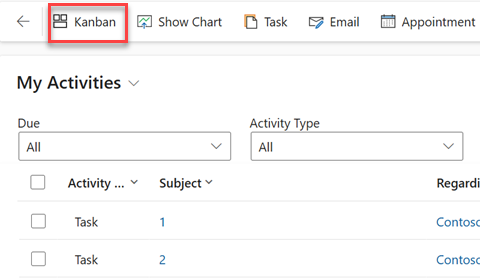 Kanban Show Chart Task Email Appointment
My Activities
Due Activity Type
All All
Activity ... Subject Regardi
Task 1 Contoso
Task 2 Contoso